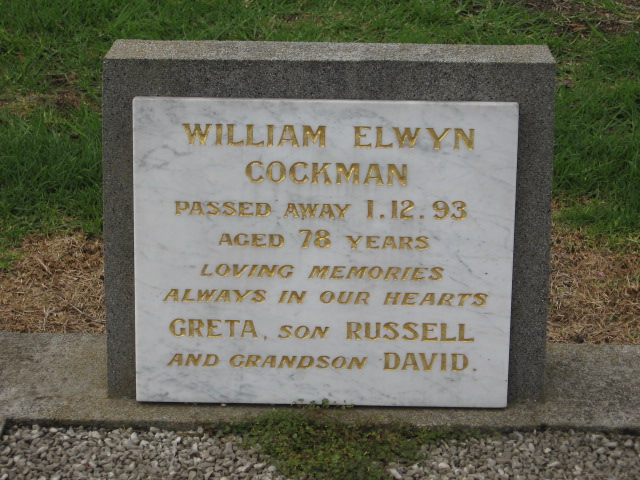 WILLIAM ELWYN
COCKMAN
PASSED AWAY 1.12.93
AGED 78 YEARS
LOVING MEMORIES
ALWAYS IN OUR HEARTS
GRETA, SON RUSSELL
AND GRANDSON DAVID.